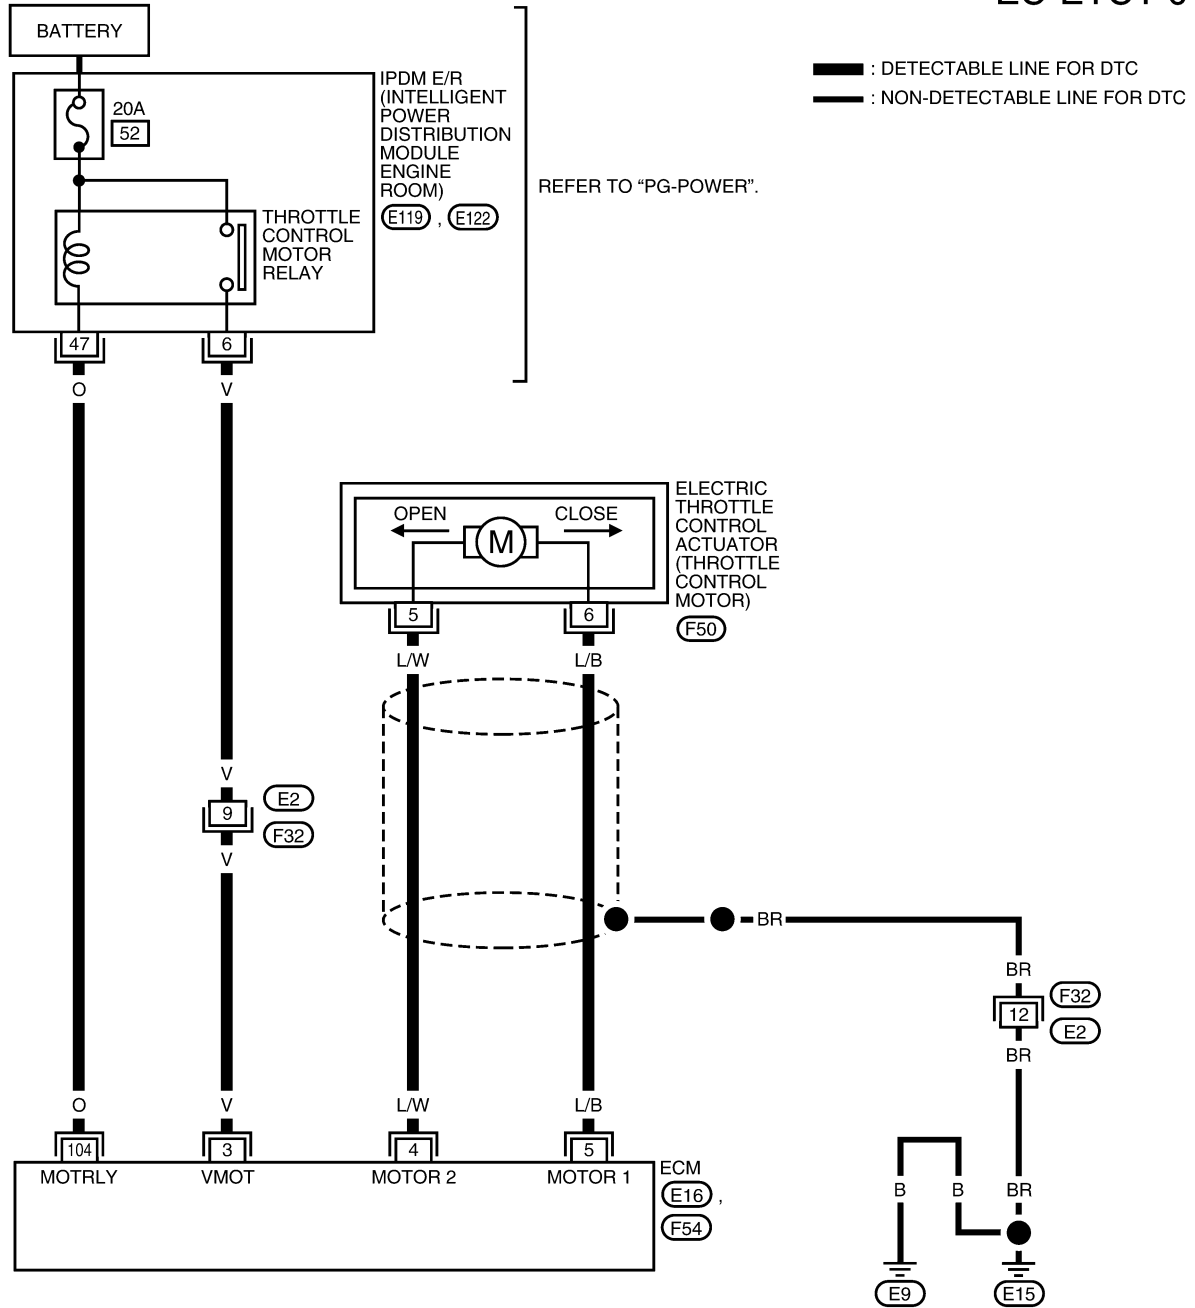 BATTERY
: DETECTABLE LINE FOR DTC
: NON-DETECTABLE LINE FOR DTC
20A
52
IPDM E/R
(INTELLIGENT
POWER
DISTRIBUTION
MODULE
ENGINE
ROOM)
E119 , E122
REFER TO “PG-POWER”.
THROTTLE
CONTROL
MOTOR
RELAY
47 6
O V
OPEN CLOSE
M
ELECTRIC
THROTTLE
CONTROL
ACTUATOR
(THROTTLE
CONTROL
MOTOR)
F50
5 6
L/W L/B
V
9
E2
F32
V
BR
BR
12
F32
E2
BR
O V L/W L/B
104 3 4 5
MOTRLY VMOT MOTOR 2 MOTOR 1
ECM
E16 ,
F54
B B BR
E9 E15